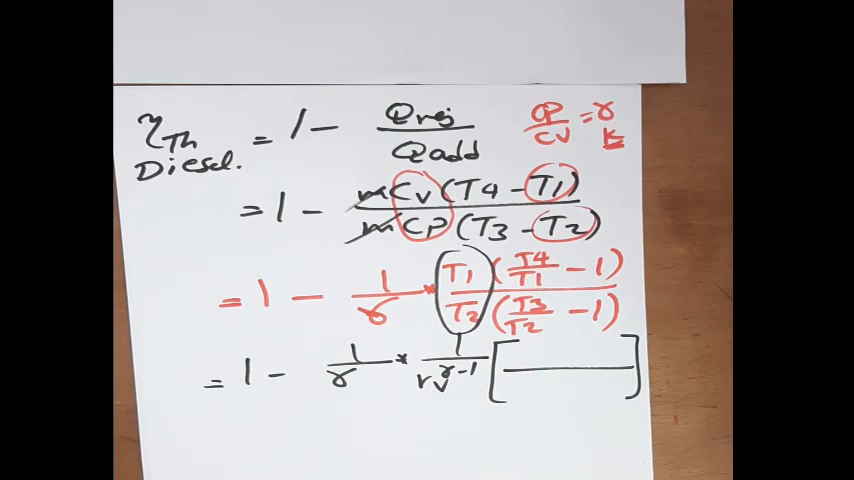 ηTh = 1 − Qrej / Qadd CP/CV = γ
Diesel. K
= 1 − mCv(T4 − T1) / mCP(T3 − T2)
= 1 − 1/γ * T1/T2 (T4/T1 − 1) / (T3/T2 − 1)
= 1 − 1/γ * 1/rv^γ−1 [ ]